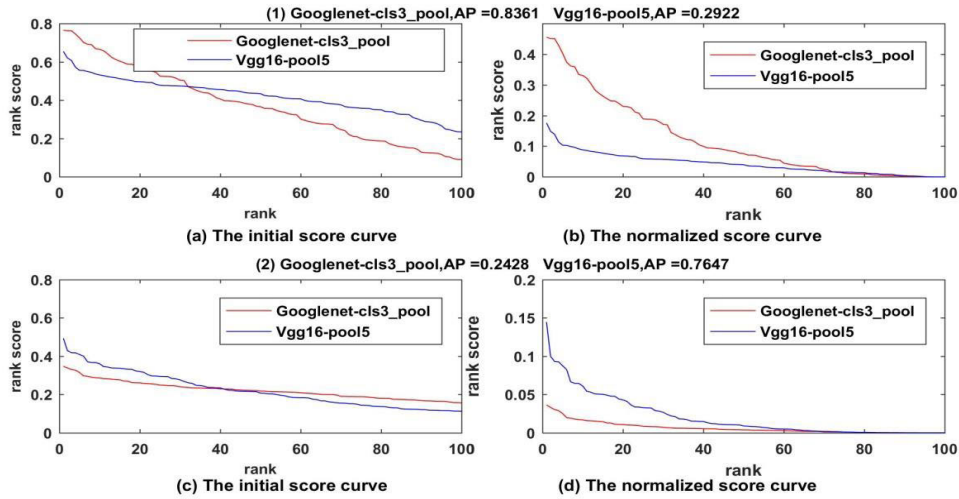 (1) Googlenet-cls3_pool,AP =0.8361 Vgg16-pool5,AP =0.2922
0.8
0.6
0.4
0.2
0
rank score
Googlenet-cls3_pool
Vgg16-pool5
0 20 40 60 80 100
rank
(a) The initial score curve
0.4
0.3
0.2
0.1
0
rank score
Googlenet-cls3_pool
Vgg16-pool5
0 20 40 60 80 100
rank
(b) The normalized score curve
(2) Googlenet-cls3_pool,AP =0.2428 Vgg16-pool5,AP =0.7647
0.8
0.6
0.4
0.2
0
rank score
Googlenet-cls3_pool
Vgg16-pool5
0 20 40 60 80 100
rank
(c) The initial score curve
0.2
0.15
0.1
0.05
0
rank score
Googlenet-cls3_pool
Vgg16-pool5
0 20 40 60 80 100
rank
(d) The normalized score curve